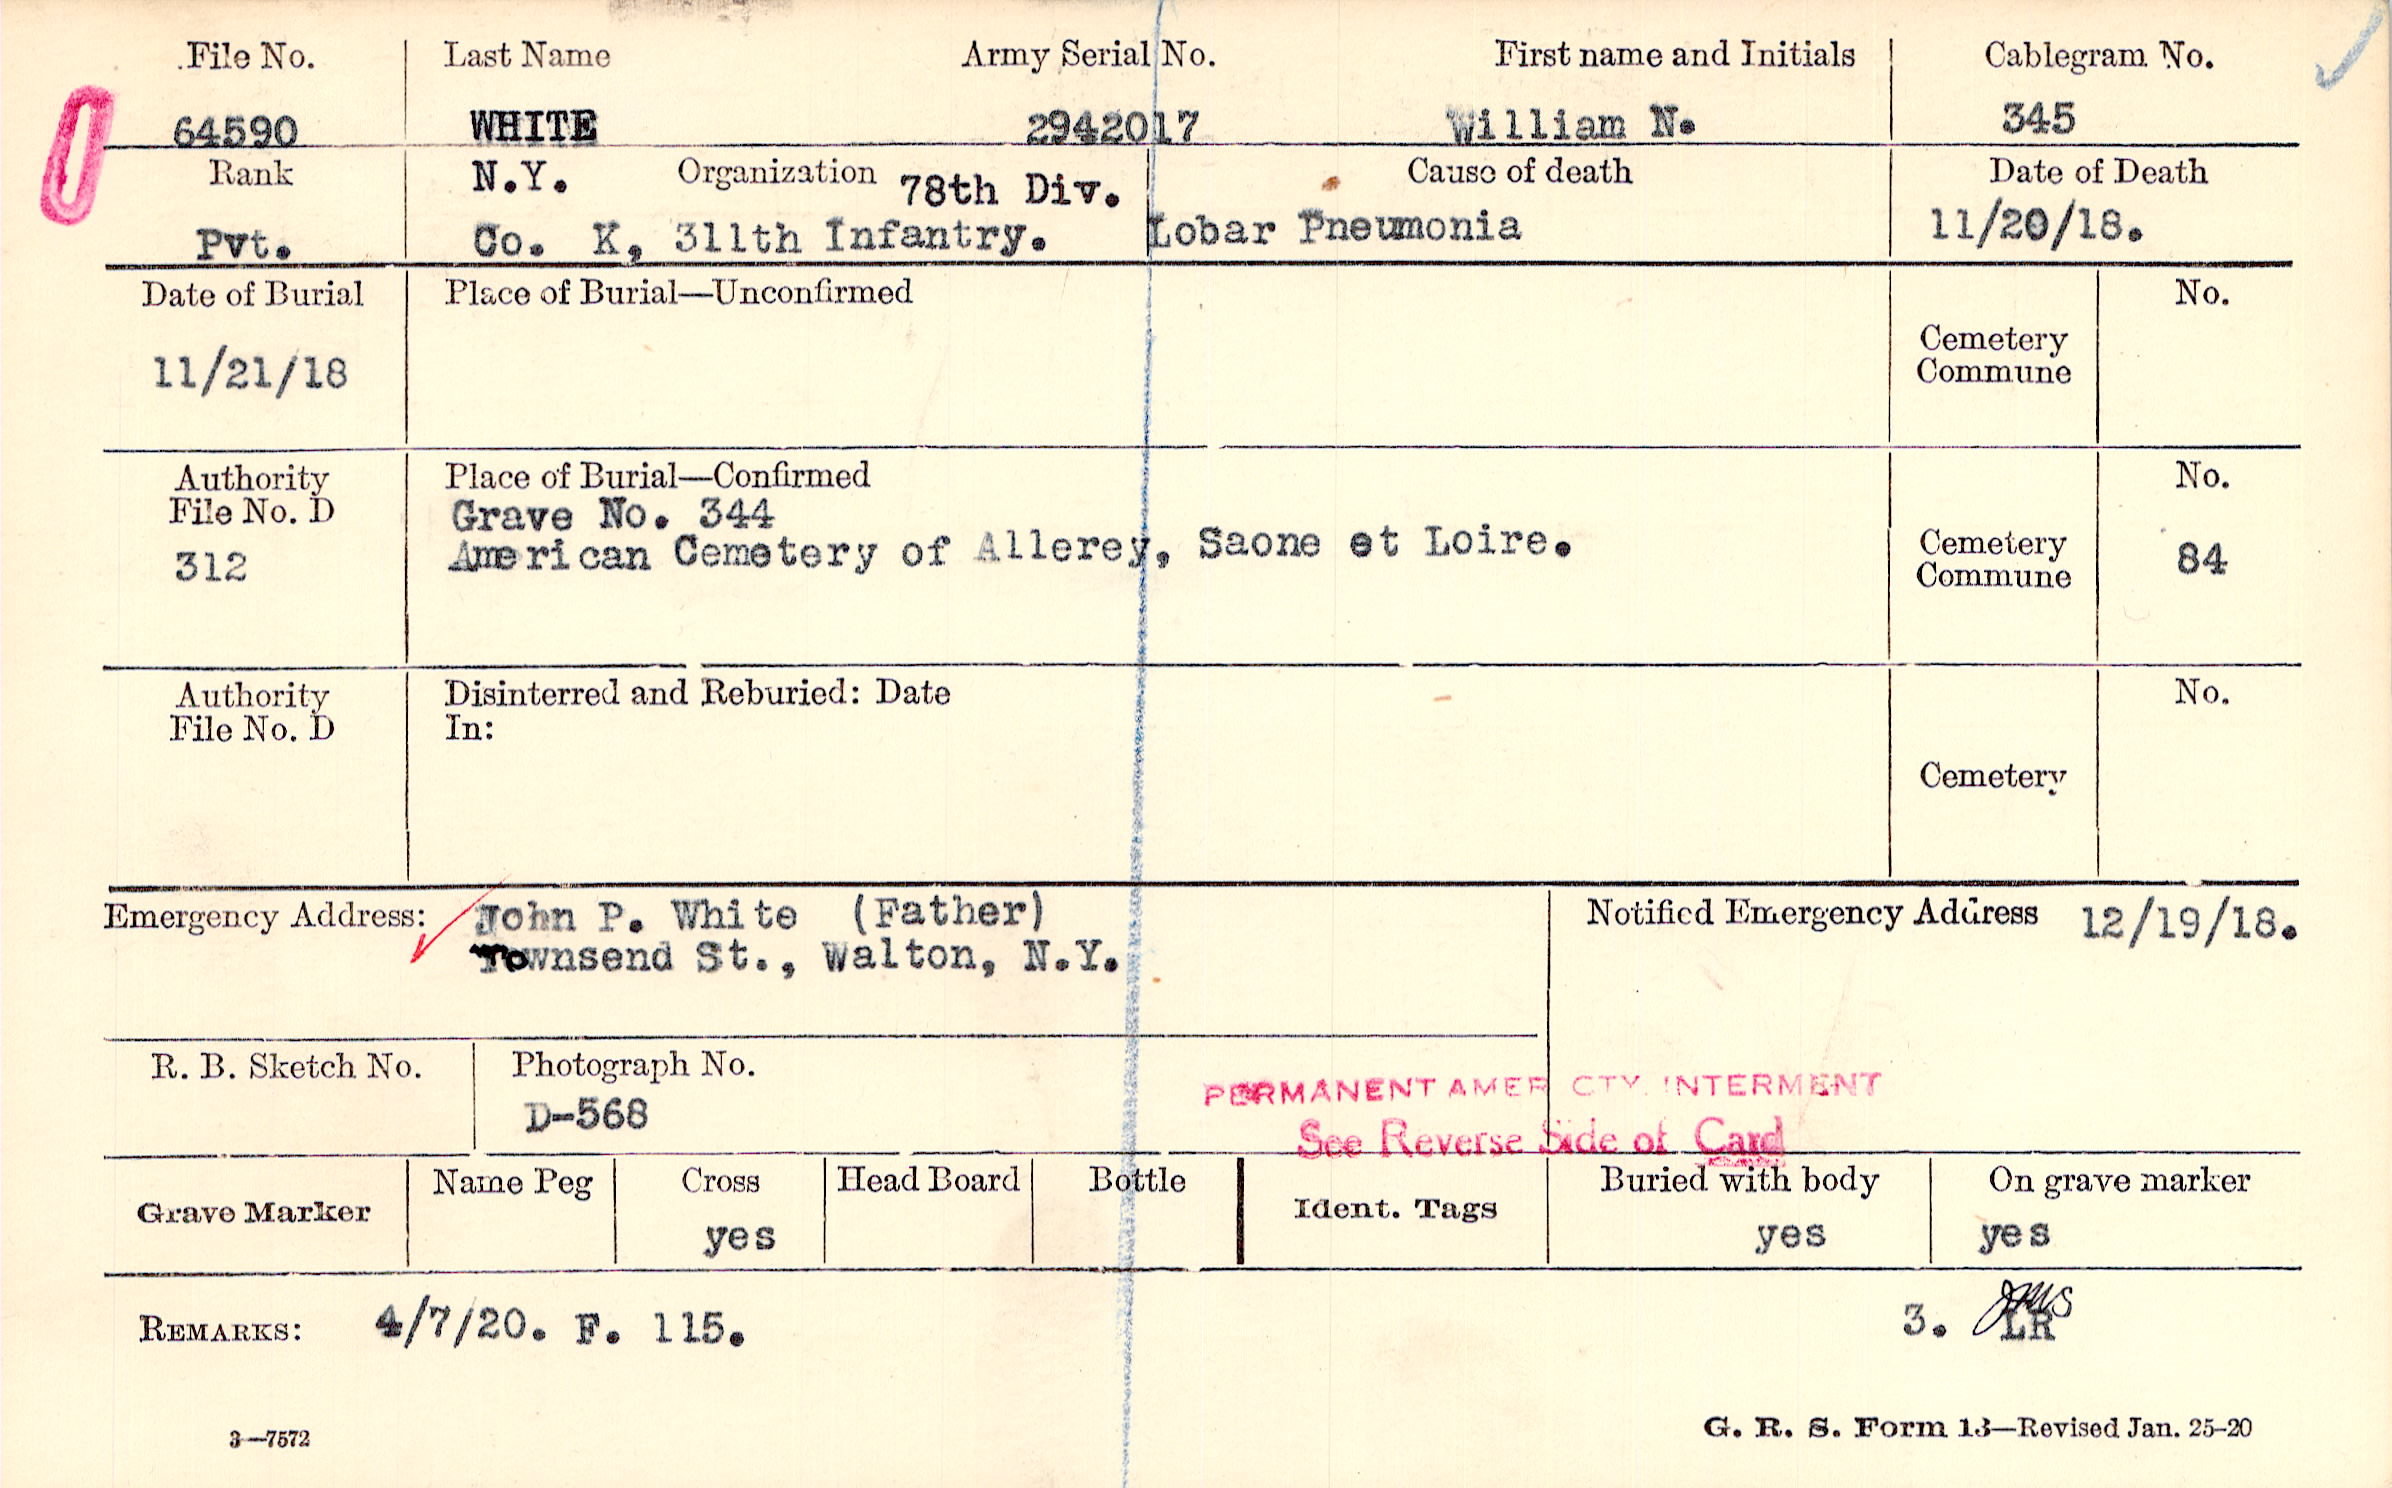 File No. Last Name Army Serial No. First name and Initials Cablegram No.
64590 WHITE 2942017 William N. 345
Rank N.Y. Organization 78th Div. Cause of death Date of Death
Pvt. Co. K, 311th Infantry. Lobar Pneumonia 11/20/18.
Date of Burial Place of Burial—Unconfirmed No.
11/21/18 Cemetery
Commune
Authority Place of Burial—Confirmed No.
File No. D Grave No. 344
312 American Cemetery of Allerey, Saone et Loire. Cemetery
Commune 84
Authority Disinterred and Reburied: Date No.
File No. D In:
Cemetery
Emergency Address: John P. White (Father) Notified Emergency Address 12/19/18.
Townsend St., Walton, N.Y.
R. B. Sketch No. Photograph No.
D-568
PERMANENT AMER CTY. INTERMENT
See Reverse Side of Card
Grave Marker Name Peg Cross Head Board Bottle Ident. Tags Buried with body On grave marker
yes yes yes
REMARKS: 4/7/20. F. 115. 3. LR
3—7572 G. R. S. Form 13—Revised Jan. 25-20